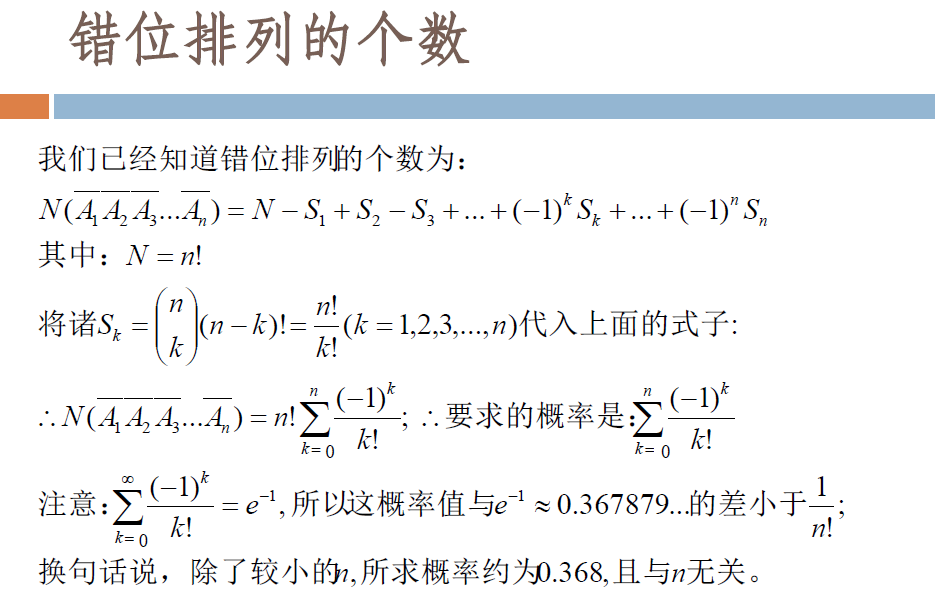 错位排列的个数
我们已经知道错位排列的个数为:
$N(\overline{A_1}\,\overline{A_2}\,\overline{A_3}...\overline{A_n}) = N - S_1 + S_2 - S_3 + ... + (-1)^k S_k + ... + (-1)^n S_n$
其中: $N = n!$
将诸$S_k = \binom{n}{k}(n-k)! = \frac{n!}{k!}(k = 1,2,3,...,n)$代入上面的式子:
$\therefore N(\overline{A_1}\,\overline{A_2}\,\overline{A_3}...\overline{A_n}) = n!\sum_{k=0}^{n}\frac{(-1)^k}{k!}$; $\therefore$要求的概率是:$\sum_{k=0}^{n}\frac{(-1)^k}{k!}$
注意:$\sum_{k=0}^{\infty}\frac{(-1)^k}{k!} = e^{-1}$,所以这概率值与$e^{-1} \approx 0.367879...$的差小于$\frac{1}{n!}$;
换句话说，除了较小的n,所求概率约为0.368,且与n无关。